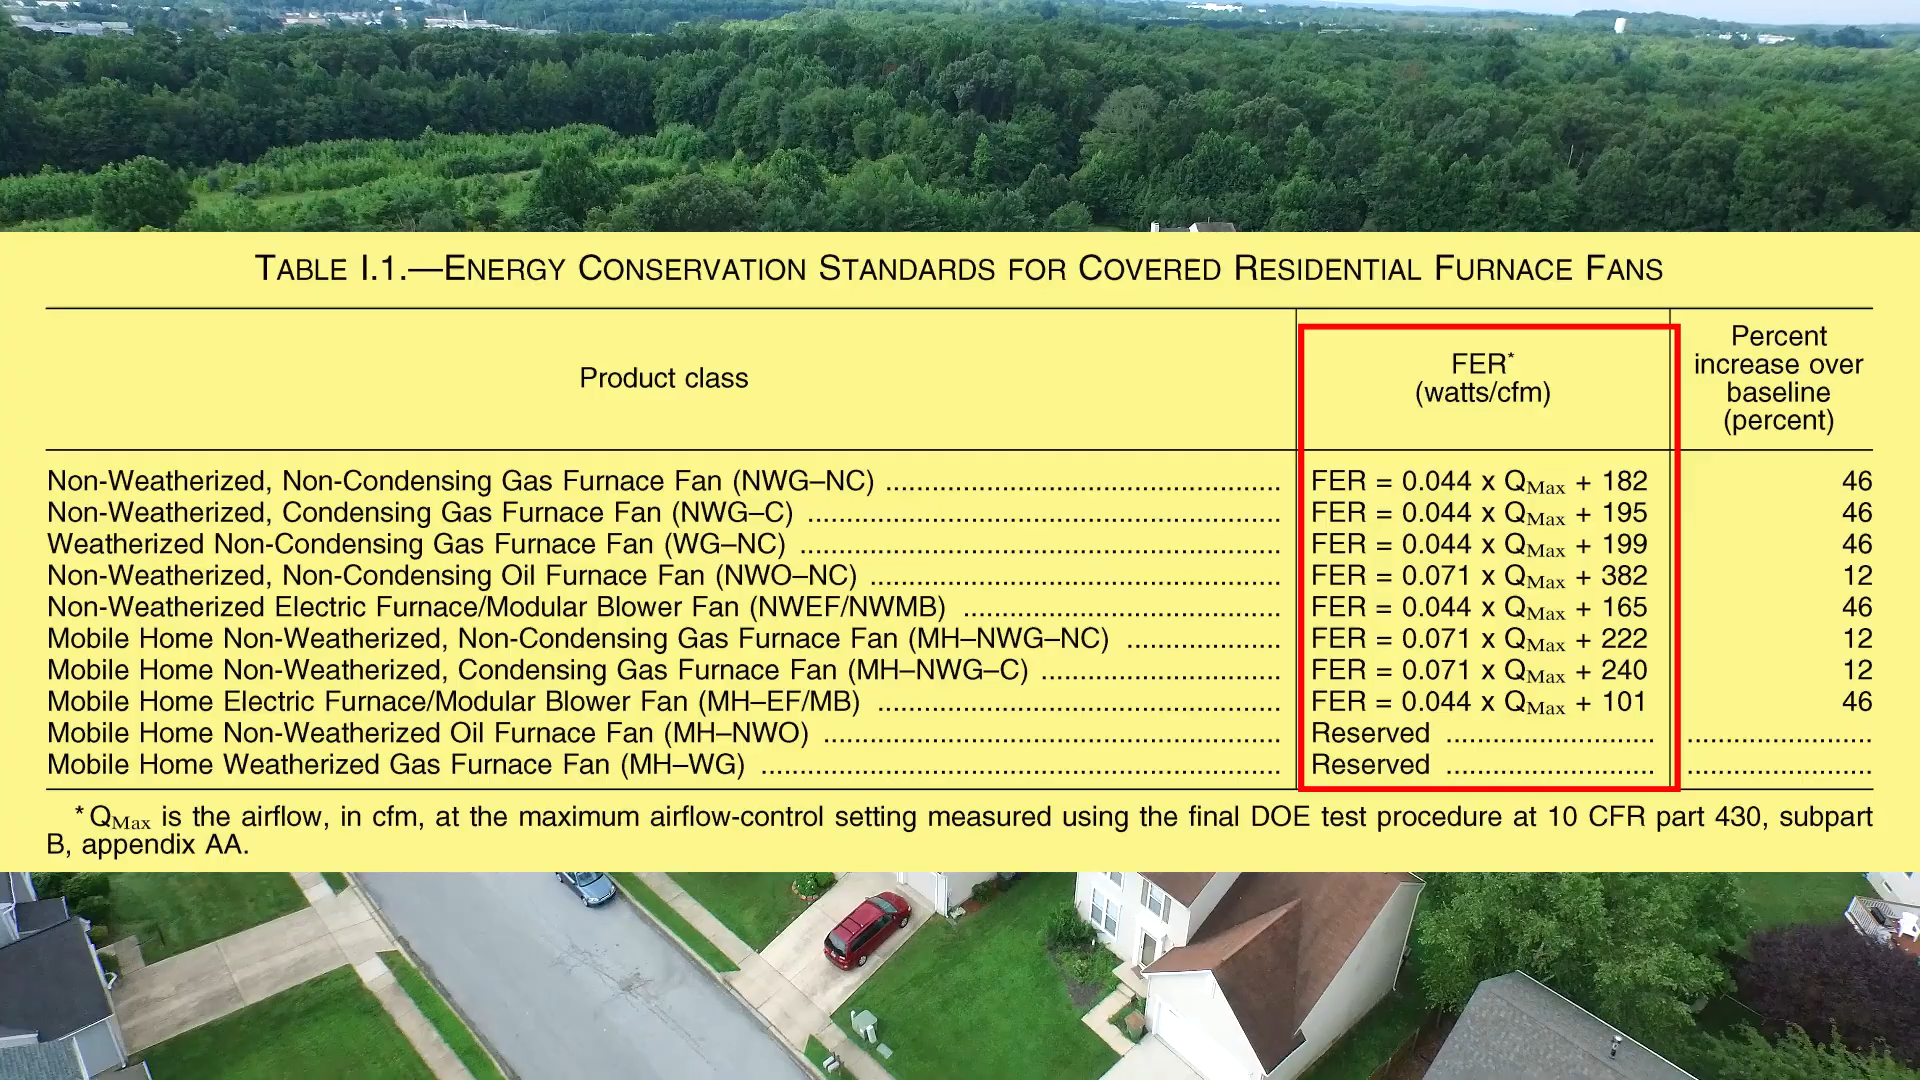 TABLE I.1.—ENERGY CONSERVATION STANDARDS FOR COVERED RESIDENTIAL FURNACE FANS
Product class
FER*
(watts/cfm)
Percent
increase over
baseline
(percent)
Non-Weatherized, Non-Condensing Gas Furnace Fan (NWG–NC) .................................................. FER = 0.044 x QMax + 182 46
Non-Weatherized, Condensing Gas Furnace Fan (NWG–C) ............................................................ FER = 0.044 x QMax + 195 46
Weatherized Non-Condensing Gas Furnace Fan (WG–NC) ............................................................. FER = 0.044 x QMax + 199 46
Non-Weatherized, Non-Condensing Oil Furnace Fan (NWO–NC) .................................................... FER = 0.071 x QMax + 382 12
Non-Weatherized Electric Furnace/Modular Blower Fan (NWEF/NWMB) ........................................ FER = 0.044 x QMax + 165 46
Mobile Home Non-Weatherized, Non-Condensing Gas Furnace Fan (MH–NWG–NC) .................... FER = 0.071 x QMax + 222 12
Mobile Home Non-Weatherized, Condensing Gas Furnace Fan (MH–NWG–C) ............................... FER = 0.071 x QMax + 240 12
Mobile Home Electric Furnace/Modular Blower Fan (MH–EF/MB) ................................................... FER = 0.044 x QMax + 101 46
Mobile Home Non-Weatherized Oil Furnace Fan (MH–NWO) .......................................................... Reserved ........................... ........................
Mobile Home Weatherized Gas Furnace Fan (MH–WG) .................................................................. Reserved ........................... ........................
* QMax is the airflow, in cfm, at the maximum airflow-control setting measured using the final DOE test procedure at 10 CFR part 430, subpart
B, appendix AA.